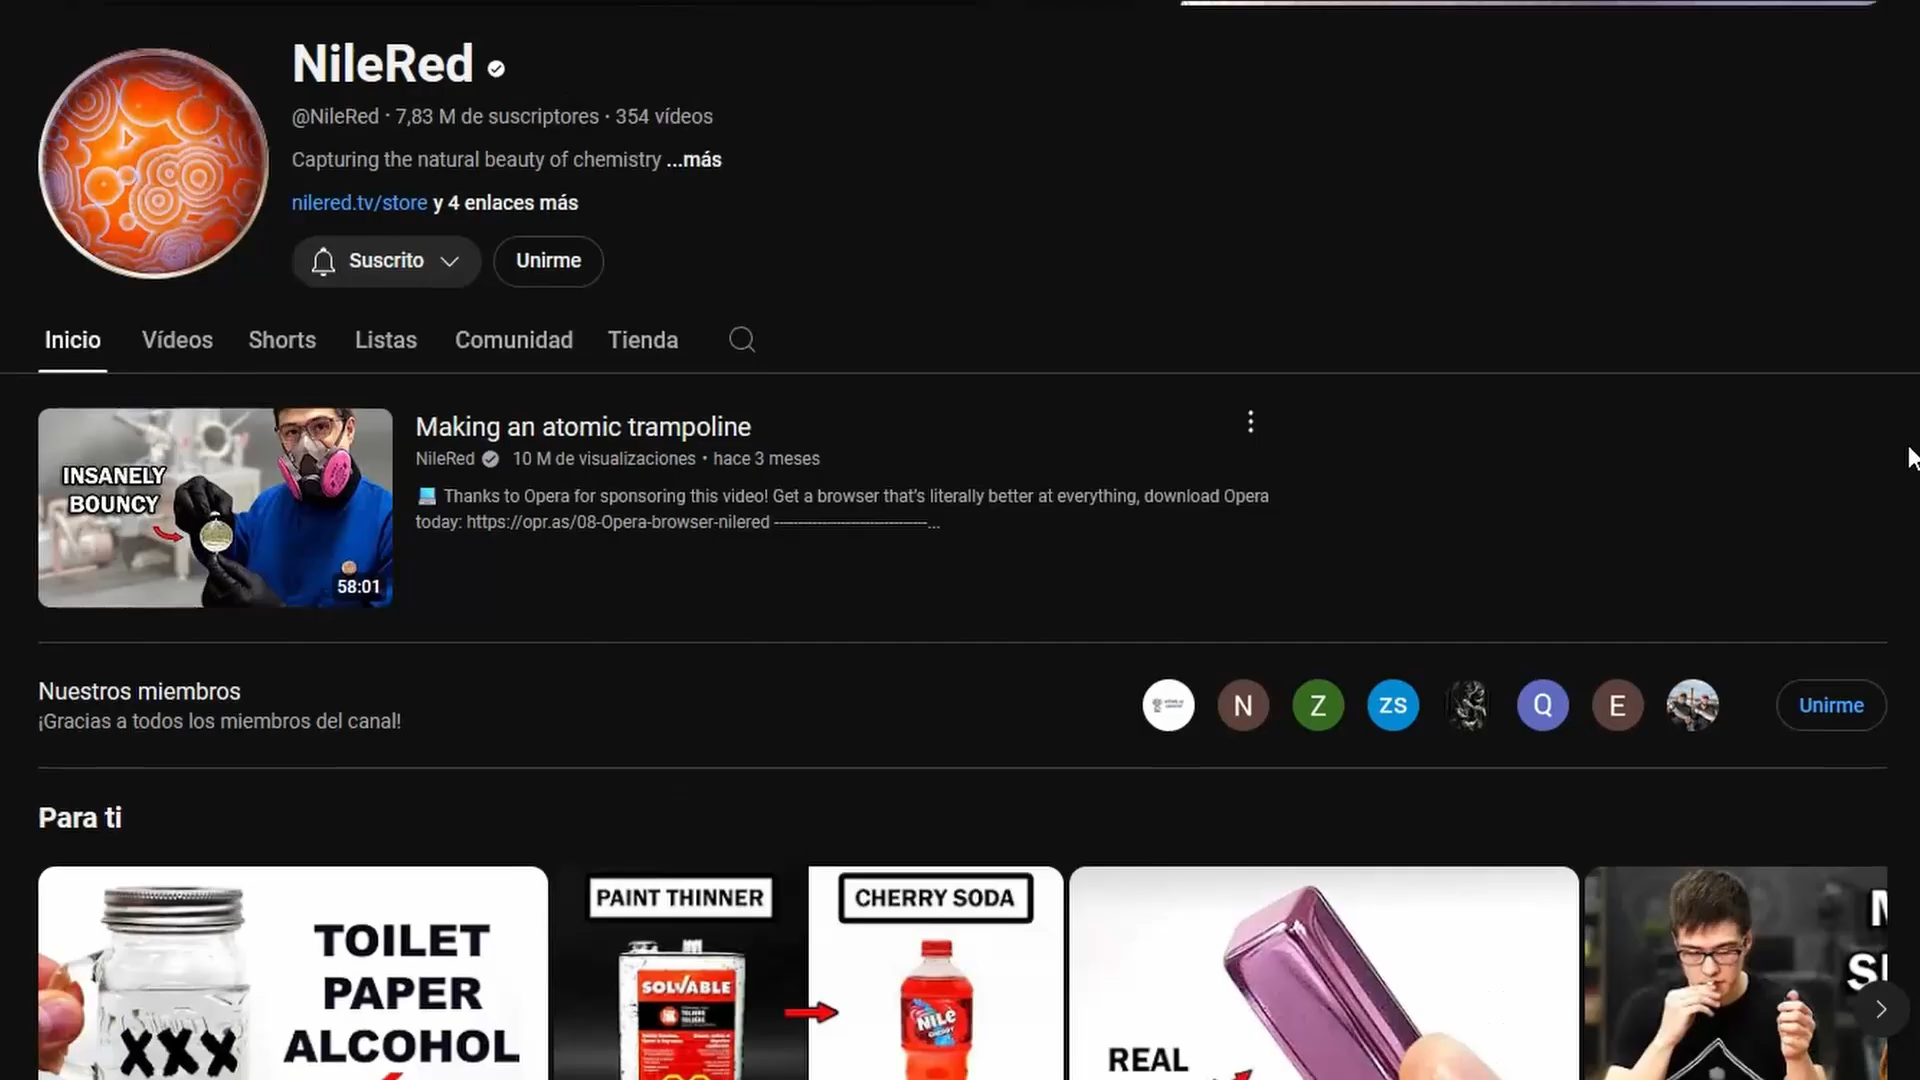 NileRed
@NileRed · 7,83 M de suscriptores · 354 vídeos
Capturing the natural beauty of chemistry ...más
nilered.tv/store y 4 enlaces más
Suscrito
Unirme
Inicio
Vídeos
Shorts
Listas
Comunidad
Tienda
INSANELY
BOUNCY
58:01
Making an atomic trampoline
NileRed 10 M de visualizaciones · hace 3 meses
Thanks to Opera for sponsoring this video! Get a browser that's literally better at everything, download Opera
today: https://opr.as/08-Opera-browser-nilered ---------------------------------------...
Nuestros miembros
¡Gracias a todos los miembros del canal!
N
Z
ZS
Q
E
Unirme
Para ti
XXX
TOILET
PAPER
ALCOHOL
PAINT THINNER
SOLVABLE
CHERRY SODA
NILE
CHERRY
REAL